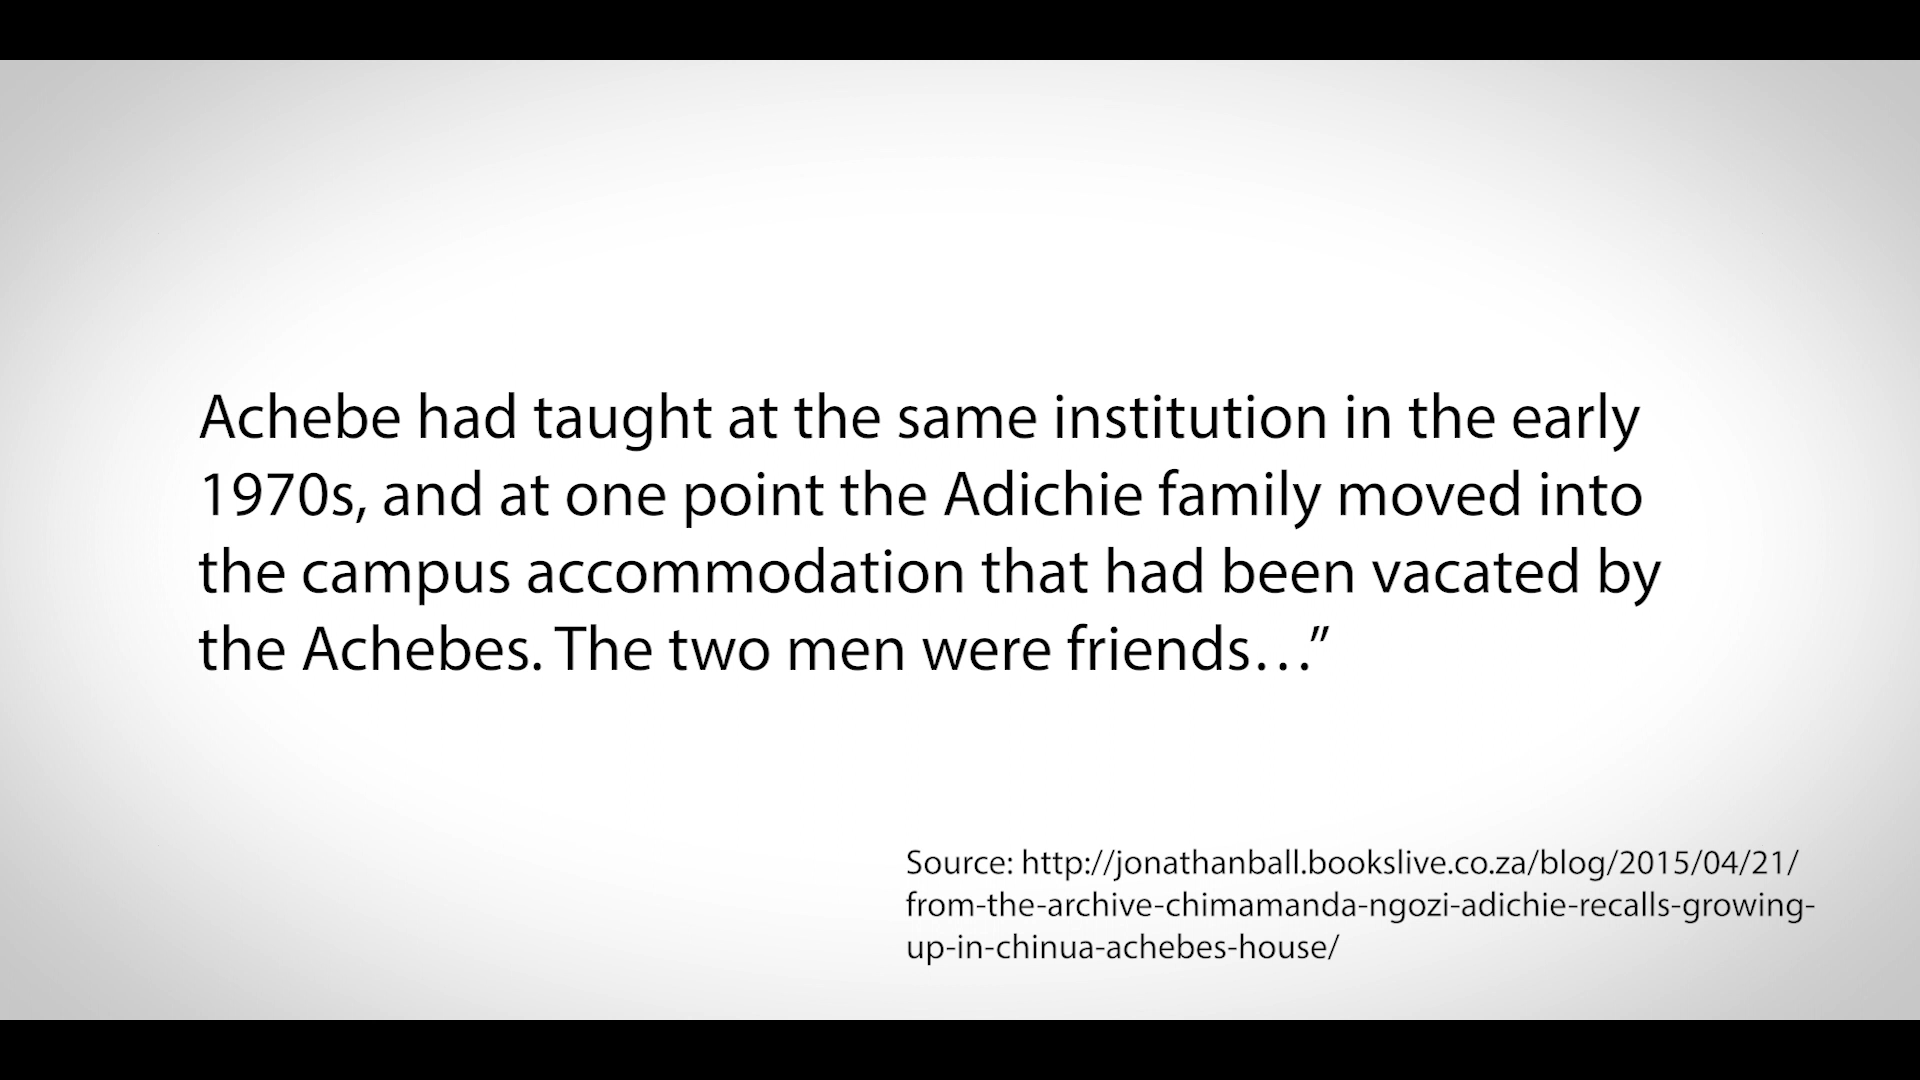 Achebe had taught at the same institution in the early
1970s, and at one point the Adichie family moved into
the campus accommodation that had been vacated by
the Achebes. The two men were friends…”
Source: http://jonathanball.bookslive.co.za/blog/2015/04/21/
from-the-archive-chimamanda-ngozi-adichie-recalls-growing-
up-in-chinua-achebes-house/